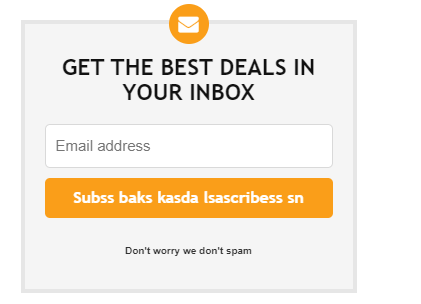 GET THE BEST DEALS IN
YOUR INBOX
Email address
Subss baks kasda lsascribess sn
Don't worry we don't spam